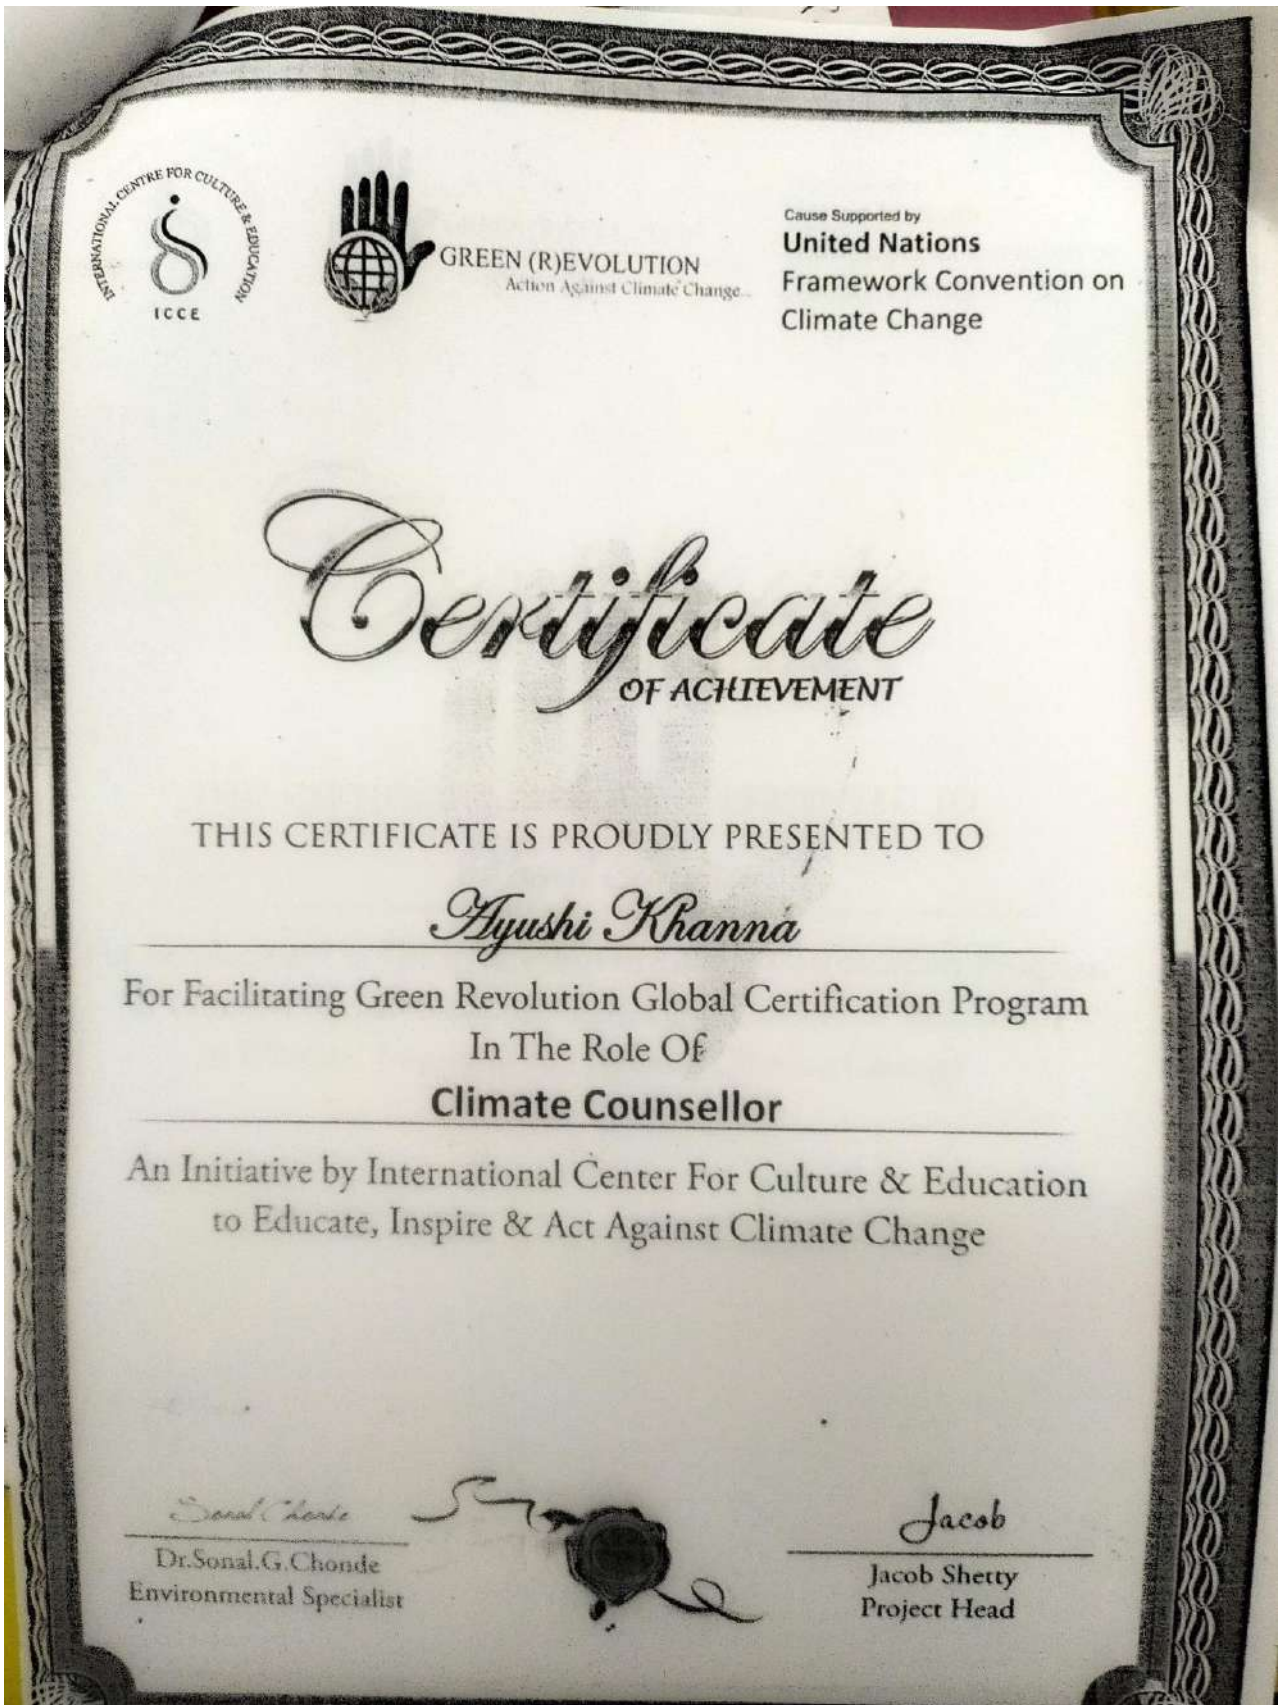 INTERNATIONAL CENTRE FOR CULTURE & EDUCATION
ICCE
GREEN (R)EVOLUTION
Action Against Climate Change...
Cause Supported by
United Nations
Framework Convention on
Climate Change
Certificate
OF ACHIEVEMENT
THIS CERTIFICATE IS PROUDLY PRESENTED TO
Ayushi Khanna
For Facilitating Green Revolution Global Certification Program
In The Role Of
Climate Counsellor
An Initiative by International Center For Culture & Education
to Educate, Inspire & Act Against Climate Change
Sonal Chonde
Dr.Sonal.G.Chonde
Environmental Specialist
Jacob
Jacob Shetty
Project Head